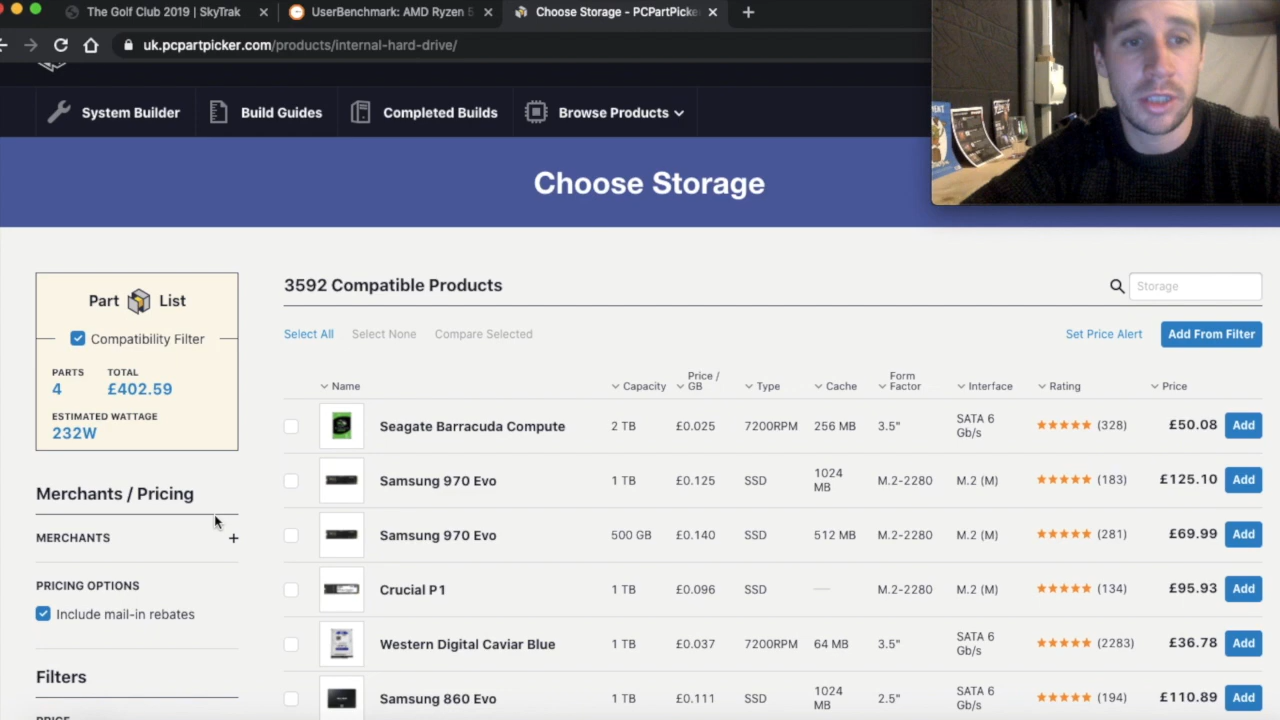 The Golf Club 2019 | SkyTrak
UserBenchmark: AMD Ryzen 5
Choose Storage - PCPartPicker
uk.pcpartpicker.com/products/internal-hard-drive/
System Builder
Build Guides
Completed Builds
Browse Products
Choose Storage
Part List
Compatibility Filter
PARTS TOTAL
4 £402.59
ESTIMATED WATTAGE
232W
Merchants / Pricing
MERCHANTS +
PRICING OPTIONS
Include mail-in rebates
Filters
PRICE
3592 Compatible Products
Storage
Select All Select None Compare Selected
Set Price Alert Add From Filter
Name Capacity Price / GB Type Cache Form Factor Interface Rating Price
Seagate Barracuda Compute 2 TB £0.025 7200RPM 256 MB 3.5" SATA 6 Gb/s (328) £50.08 Add
Samsung 970 Evo 1 TB £0.125 SSD 1024 MB M.2-2280 M.2 (M) (183) £125.10 Add
Samsung 970 Evo 500 GB £0.140 SSD 512 MB M.2-2280 M.2 (M) (281) £69.99 Add
Crucial P1 1 TB £0.096 SSD M.2-2280 M.2 (M) (134) £95.93 Add
Western Digital Caviar Blue 1 TB £0.037 7200RPM 64 MB 3.5" SATA 6 Gb/s (2283) £36.78 Add
Samsung 860 Evo 1 TB £0.111 SSD 1024 MB 2.5" SATA 6 Gb/s (194) £110.89 Add